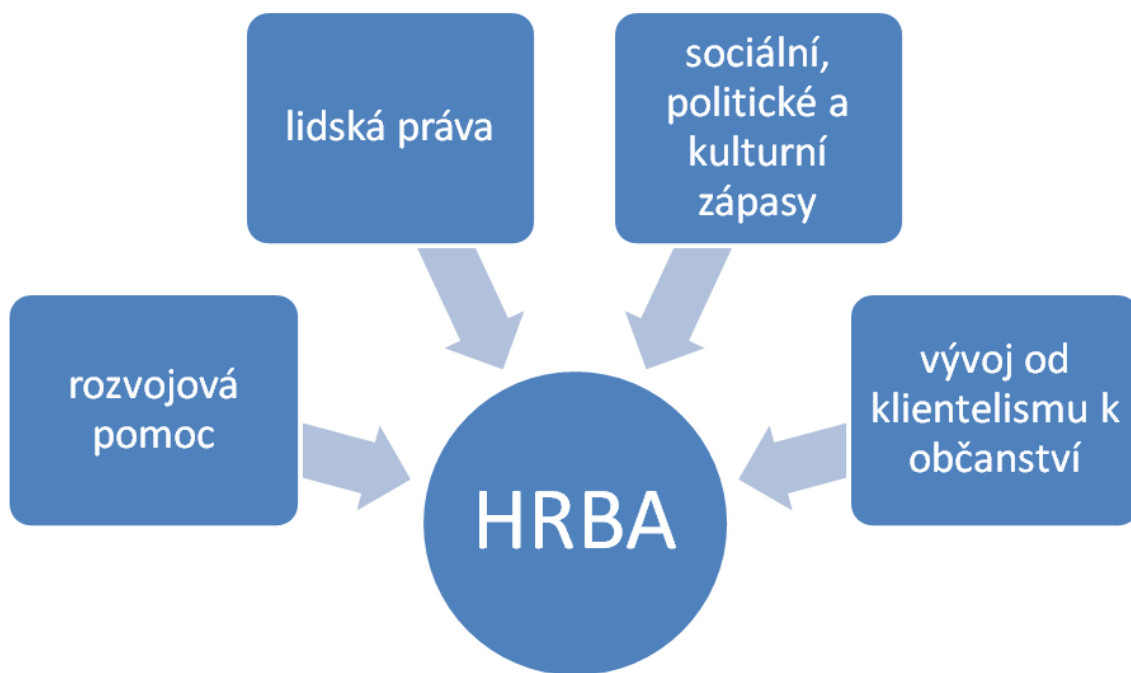 lidská práva
sociální,
politické a
kulturní
zápasy
rozvojová
pomoc
vývoj od
klientelismu k
občanství
HRBA